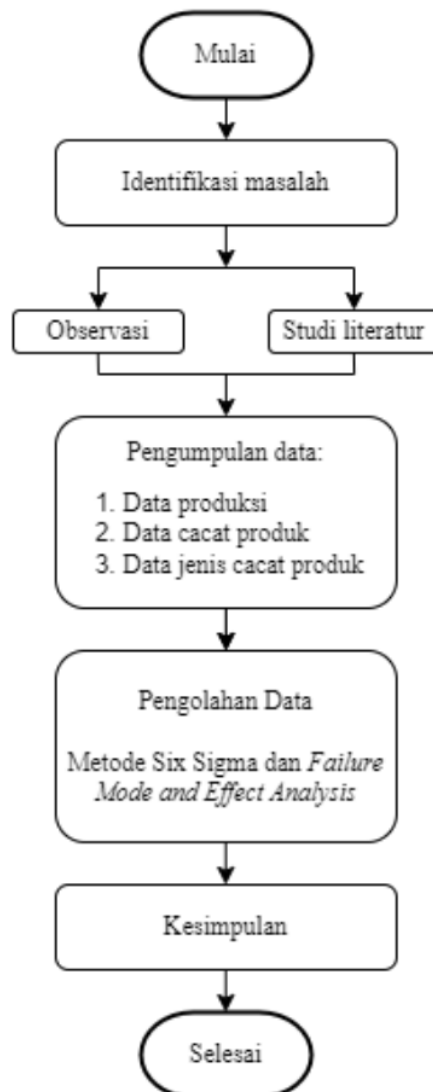 Mulai
Identifikasi masalah
Observasi
Studi literatur
Pengumpulan data:
1. Data produksi
2. Data cacat produk
3. Data jenis cacat produk
Pengolahan Data
Metode Six Sigma dan Failure
Mode and Effect Analysis
Kesimpulan
Selesai